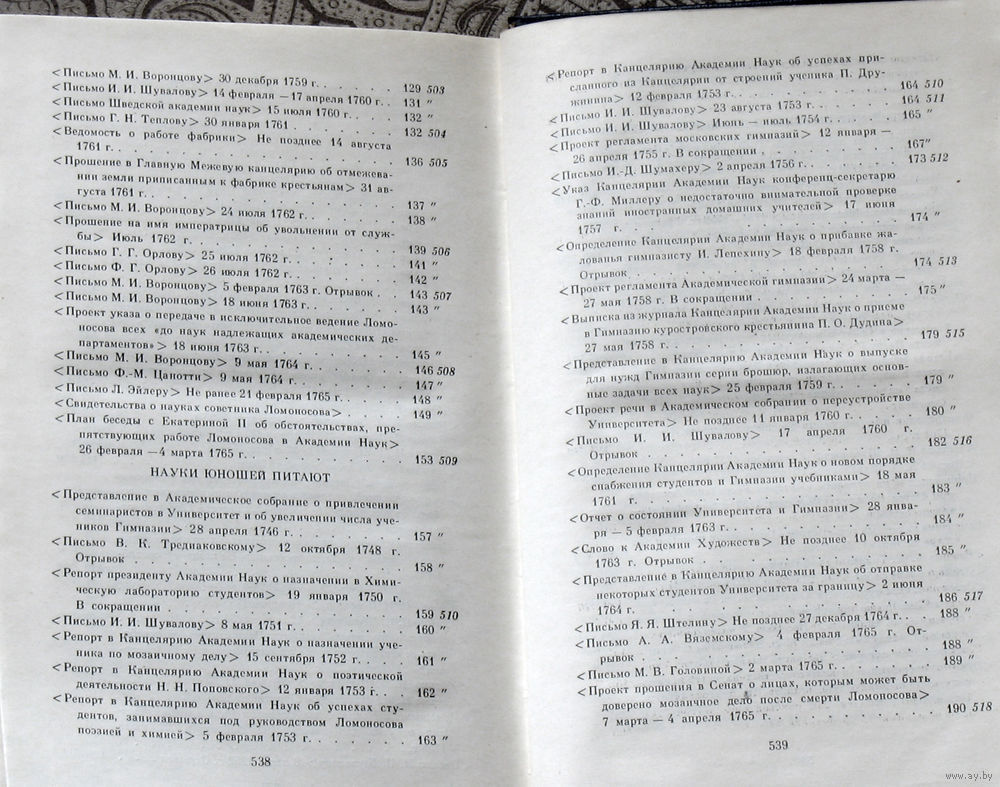 <Письмо М. И. Воронцову> 30 декабря 1759 г. . . . . . . 129 503
<Письмо И. И. Шувалову> 14 февраля —17 апреля 1760 г. . 131 "
<Письмо Шведской академии наук> 15 июля 1760 г. . . . . 132 "
<Письмо Г. Н. Теплову> 30 января 1761 . . . . . . . . 132 504
<Ведомость о работе фабрики> Не позднее 14 августа
1761 г. . . . . . . . . . . . . . . . . 136 505
<Прошение в Главную Межевую канцелярию об отмежева-
нии земли приписанным к фабрике крестьянам> 31 ав-
густа 1761 г. . . . . . . . . . . . . . . . 137 "
<Письмо М. И. Воронцову> 24 июля 1762 г. . . . . . . . 138 "
<Прошение на имя императрицы об увольнении от служ-
бы> Июль 1762 г. . . . . . . . . . . . . . 139 506
<Письмо Г. Г. Орлову> 25 июля 1762 г. . . . . . . . . 141 "
<Письмо Ф. Г. Орлову> 26 июля 1762 г. . . . . . . . . 142 "
<Письмо М. И. Воронцову> 5 февраля 1763 г. Отрывок . . 143 507
<Письмо М. И. Воронцову> 18 июня 1763 г. . . . . . . . 143 "
<Проект указа о передаче в исключительное ведение Ломо-
носова всех «до наук надлежащих академических де-
партаментов»> 18 июня 1763 г. . . . . . . . . . 145 "
<Письмо М. И. Воронцову> 9 мая 1764 г. . . . . . . . 146 508
<Письмо Ф.-М. Цанотти> 9 мая 1764 г. . . . . . . . . 147 "
<Письмо Л. Эйлеру> Не ранее 21 февраля 1765 г. . . . . 148 "
<Свидетельства о науках советника Ломоносова> . . . . . 149 "
<План беседы с Екатериной II об обстоятельствах, пре-
пятствующих работе Ломоносова в Академии Наук>
26 февраля —4 марта 1765 г. . . . . . . . . . 153 509
НАУКИ ЮНОШЕЙ ПИТАЮТ
<Представление в Академическое собрание о привлечении
семинаристов в Университет и об увеличении числа уче-
ников Гимназии> 28 апреля 1746 г. . . . . . . . 157 "
<Письмо В. К. Тредиаковскому> 12 октября 1748 г.
Отрывок . . . . . . . . . . . . . . . . 158 "
<Репорт президенту Академии Наук о назначении в Хими-
ческую лабораторию студентов> 19 января 1750 г.
В сокращении . . . . . . . . . . . . . . 159 510
<Письмо И. И. Шувалову> 8 мая 1751 г. . . . . . . . . 160 "
<Репорт в Канцелярию Академии Наук о назначении уче-
ника по мозаичному делу> 15 сентября 1752 г. . . . . 161 "
<Репорт в Канцелярию Академии Наук о поэтической
деятельности Н. Н. Поповского> 12 января 1753 г. . . 162 "
<Репорт в Канцелярию Академии Наук об успехах сту-
дентов, занимавшихся под руководством Ломоносова
поэзией и химией> 5 февраля 1753 г. . . . . . . . 163 "
538
<Репорт в Канцелярию Академии Наук об успехах при-
сланного из Канцелярии от строений ученика П. Дру-
жинина> 12 февраля 1753 г. . . . . . . . . . 164 510
<Письмо И. И. Шувалову> 23 августа 1753 г. . . . . . . 164 511
<Письмо И. И. Шувалову> Июнь — июль 1754 г. . . . . . 165 "
<Проект регламента московских гимназий> 12 января —
26 апреля 1755 г. В сокращении . . . . . . . . 167"
<Письмо И.-Д. Шумахеру> 2 апреля 1756 г. . . . . . . 173 512
<Указ Канцелярии Академии Наук конференц-секретарю
Г.-Ф. Миллеру о недостаточно внимательной проверке
знаний иностранных домашних учителей> 17 июня
1757 г. . . . . . . . . . . . . . . . . 174 "
<Определение Канцелярии Академии Наук о прибавке жа-
лованья гимназисту И. Лепехину> 18 февраля 1758 г.
Отрывок . . . . . . . . . . . . . . . . 174 513
<Проект регламента Академической гимназии> 24 марта —
27 мая 1758 г. В сокращении . . . . . . . . . 175"
<Выписка из журнала Канцелярии Академии Наук о приеме
в Гимназию куростройского крестьянина П. О. Дудина>
27 мая 1758 г. . . . . . . . . . . . . . . 179 515
<Представление в Канцелярию Академии Наук о выпуске
для нужд Гимназии серии брошюр, излагающих основ-
ные задачи всех наук> 25 февраля 1759 г. . . . . . 179 "
<Проект речи в Академическом собрании о переустройстве
Университета> Не позднее 11 января 1760 г. . . . . . 180 "
<Письмо И. И. Шувалову> 17 апреля 1760 г.
Отрывок . . . . . . . . . . . . . . . . 182 516
<Определение Канцелярии Академии Наук о новом порядке
снабжения студентов и Гимназии учебниками> 18 мая
1761 г. . . . . . . . . . . . . . . . . 183 "
<Отчет о состоянии Университета и Гимназии> 28 янва-
ря — 5 февраля 1763 г. . . . . . . . . . . . 184 "
<Слово к Академии Художеств> Не позднее 10 октября
1763 г. Отрывок . . . . . . . . . . . . . 185 "
<Представление в Канцелярию Академии Наук об отправке
некоторых студентов Университета за границу> 2 июня
1764 г. . . . . . . . . . . . . . . . . 186 517
<Письмо Я. Я. Штелину> Не позднее 27 декабря 1764 г. . . 188 "
<Письмо А. А. Вяземскому> 4 февраля 1765 г. От-
рывок . . . . . . . . . . . . . . . . . 188 "
<Письмо М. В. Головиной> 2 марта 1765 г. . . . . . . 189 "
<Проект прошения в Сенат о лицах, которым может быть
доверено мозаичное дело после смерти Ломоносова>
7 марта — 4 апреля 1765 г. . . . . . . . . . . 190 518
539
www.ay.by